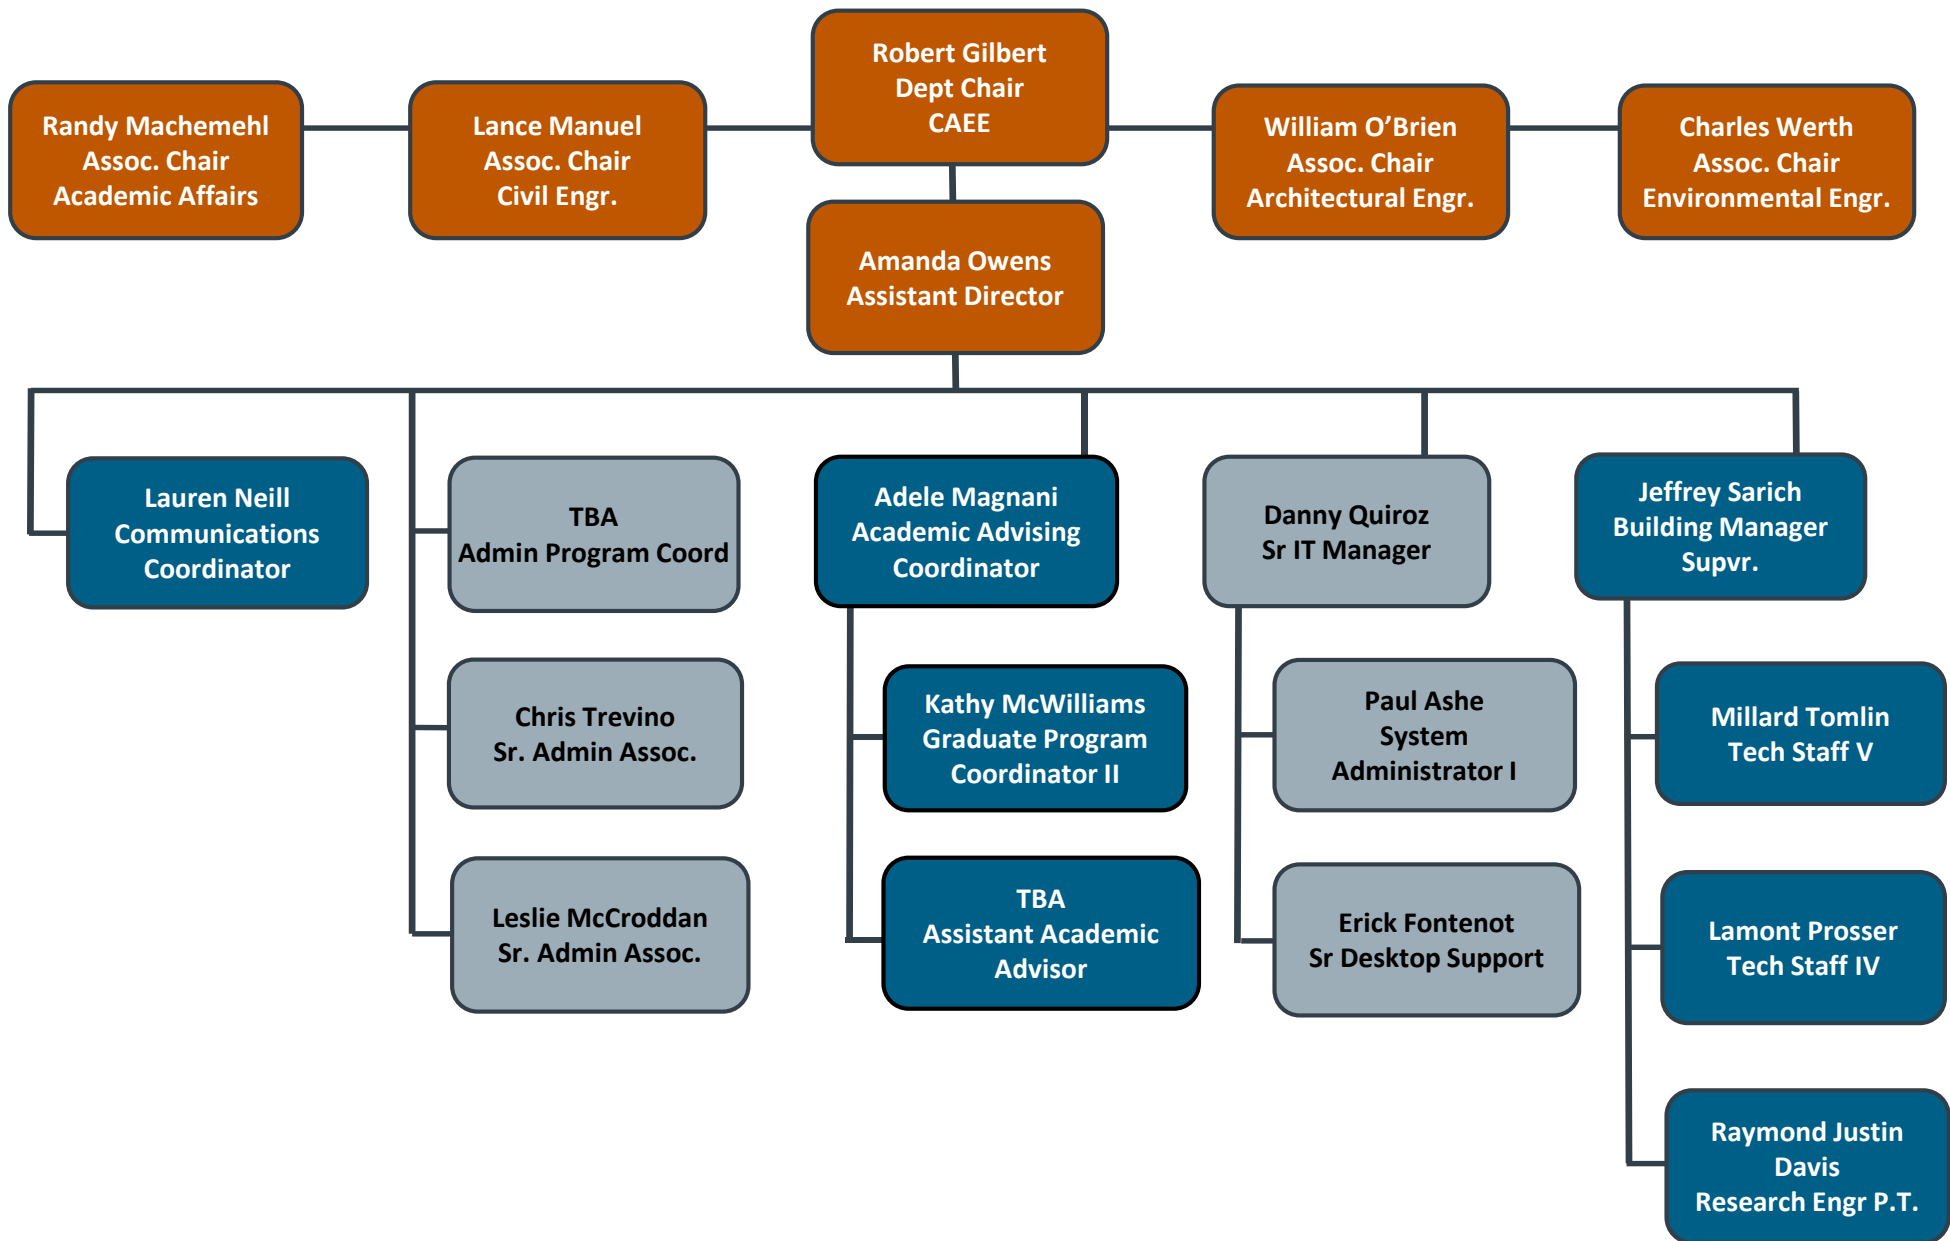 Robert Gilbert
Dept Chair
CAEE
Randy Machemehl
Assoc. Chair
Academic Affairs
Lance Manuel
Assoc. Chair
Civil Engr.
William O’Brien
Assoc. Chair
Architectural Engr.
Charles Werth
Assoc. Chair
Environmental Engr.
Amanda Owens
Assistant Director
Lauren Neill
Communications
Coordinator
TBA
Admin Program Coord
Chris Trevino
Sr. Admin Assoc.
Leslie McCroddan
Sr. Admin Assoc.
Adele Magnani
Academic Advising
Coordinator
Kathy McWilliams
Graduate Program
Coordinator II
TBA
Assistant Academic
Advisor
Danny Quiroz
Sr IT Manager
Paul Ashe
System
Administrator I
Erick Fontenot
Sr Desktop Support
Jeffrey Sarich
Building Manager
Supvr.
Millard Tomlin
Tech Staff V
Lamont Prosser
Tech Staff IV
Raymond Justin
Davis
Research Engr P.T.